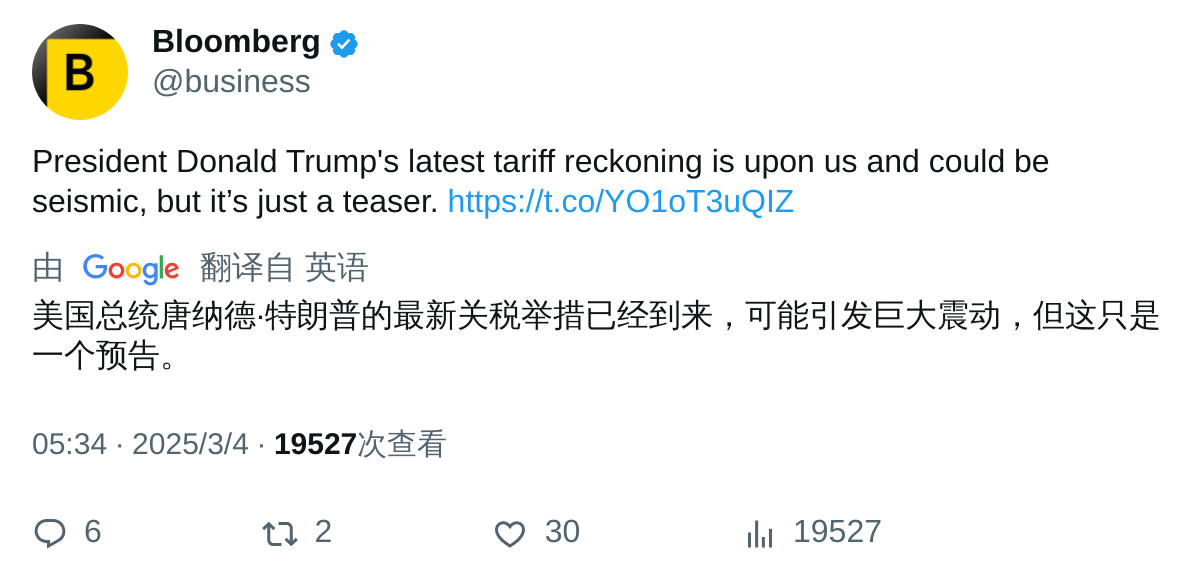 B
Bloomberg
@business
President Donald Trump's latest tariff reckoning is upon us and could be
seismic, but it’s just a teaser. https://t.co/YO1oT3uQIZ
由 Google 翻译自 英语
美国总统唐纳德·特朗普的最新关税举措已经到来，可能引发巨大震动，但这只是
一个预告。
05:34 · 2025/3/4 · 19527次查看
6 2 30 19527